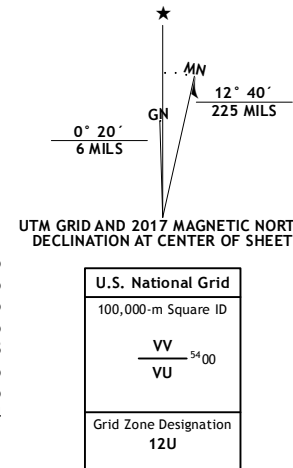 ★
MN
GN
12° 40´
225 MILS
0° 20´
6 MILS
UTM GRID AND 2017 MAGNETIC NORT
DECLINATION AT CENTER OF SHEET
U.S. National Grid
100,000-m Square ID
VV
5400
VU
Grid Zone Designation
12U